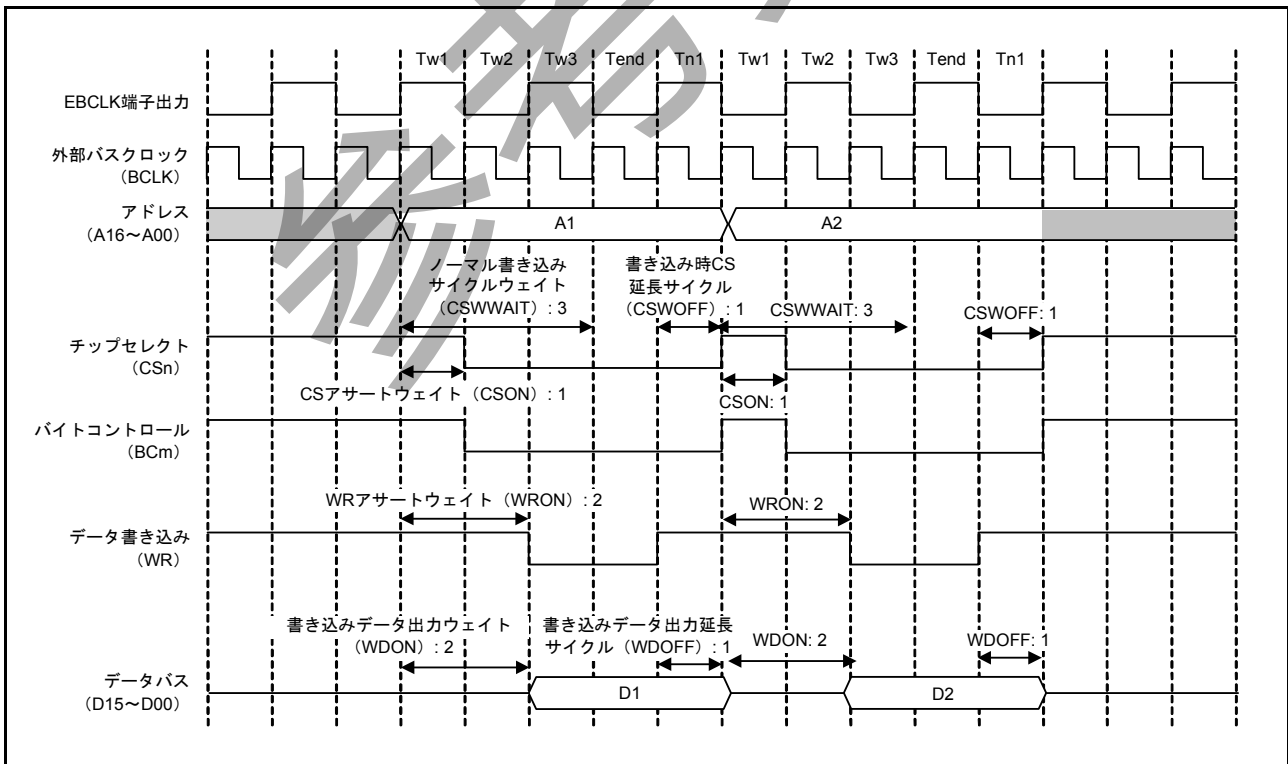 Tw1 Tw2 Tw3 Tend Tn1 Tw1 Tw2 Tw3 Tend Tn1
EBCLK端子出力
外部バスクロック
(BCLK)
アドレス
(A16～A00)
A1
A2
ノーマル書き込み
サイクルウェイト
(CSWWAIT) : 3
書き込み時CS
延長サイクル
(CSWOFF) : 1
CSWWAIT: 3
CSWOFF: 1
チップセレクト
(CSn)
CSアサートウェイト (CSON) : 1
CSON: 1
バイトコントロール
(BCm)
WRアサートウェイト (WRON) : 2
WRON: 2
データ書き込み
(WR)
書き込みデータ出力ウェイト
(WDON) : 2
書き込みデータ出力延長
サイクル (WDOFF) : 1
WDON: 2
WDOFF: 1
データバス
(D15～D00)
D1
D2